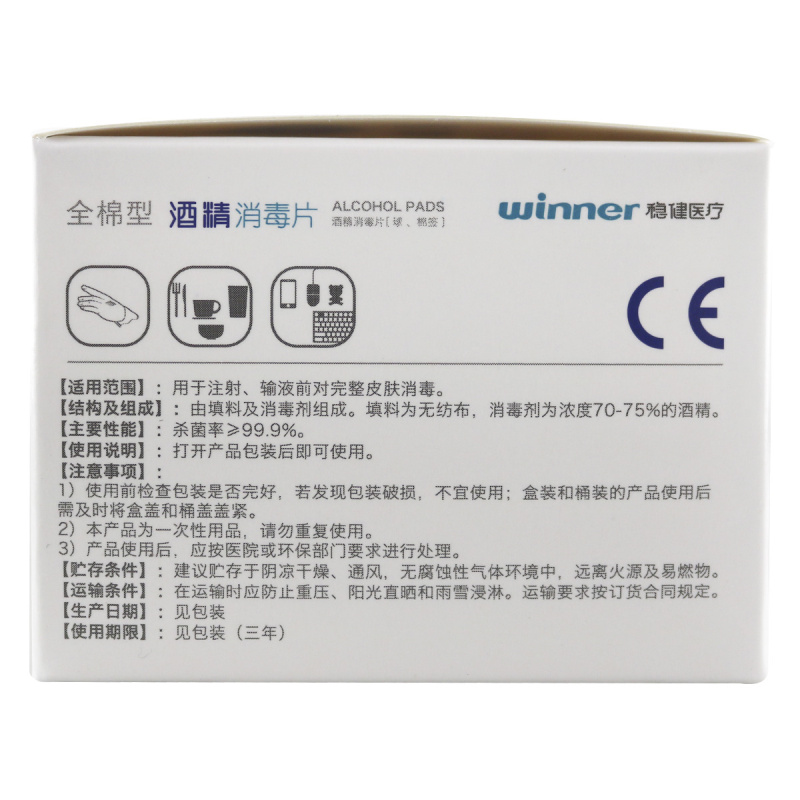 全棉型 酒精消毒片 ALCOHOL PADS winner 稳健医疗
酒精消毒片[球、棉签]
CE
【适用范围】：用于注射、输液前对完整皮肤消毒。
【结构及组成】：由填料及消毒剂组成。填料为无纺布，消毒剂为浓度70-75%的酒精。
【主要性能】：杀菌率≥99.9%。
【使用说明】：打开产品包装后即可使用。
【注意事项】：
1）使用前检查包装是否完好，若发现包装破损，不宜使用；盒装和桶装的产品使用后
需及时将盒盖和桶盖盖紧。
2）本产品为一次性用品，请勿重复使用。
3）产品使用后，应按医院或环保部门要求进行处理。
【贮存条件】：建议贮存于阴凉干燥、通风，无腐蚀性气体环境中，远离火源及易燃物。
【运输条件】：在运输时应防止重压、阳光直晒和雨雪浸淋。运输要求按订货合同规定。
【生产日期】：见包装
【使用期限】：见包装（三年）